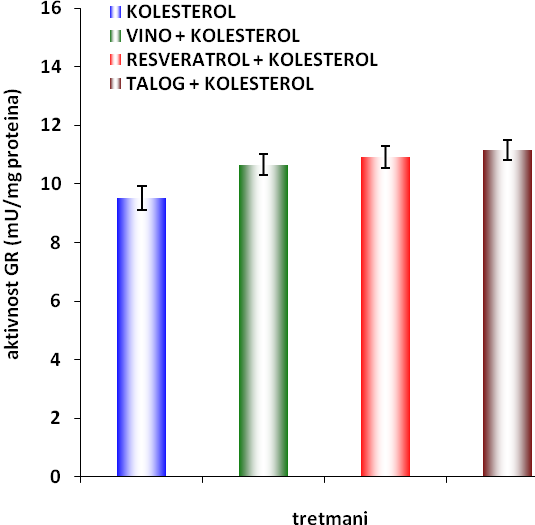 16
14
12
10
8
6
4
2
0
aktivnost GR (mU/mg proteina)
KOLESTEROL
VINO + KOLESTEROL
RESVERATROL + KOLESTEROL
TALOG + KOLESTEROL
tretmani